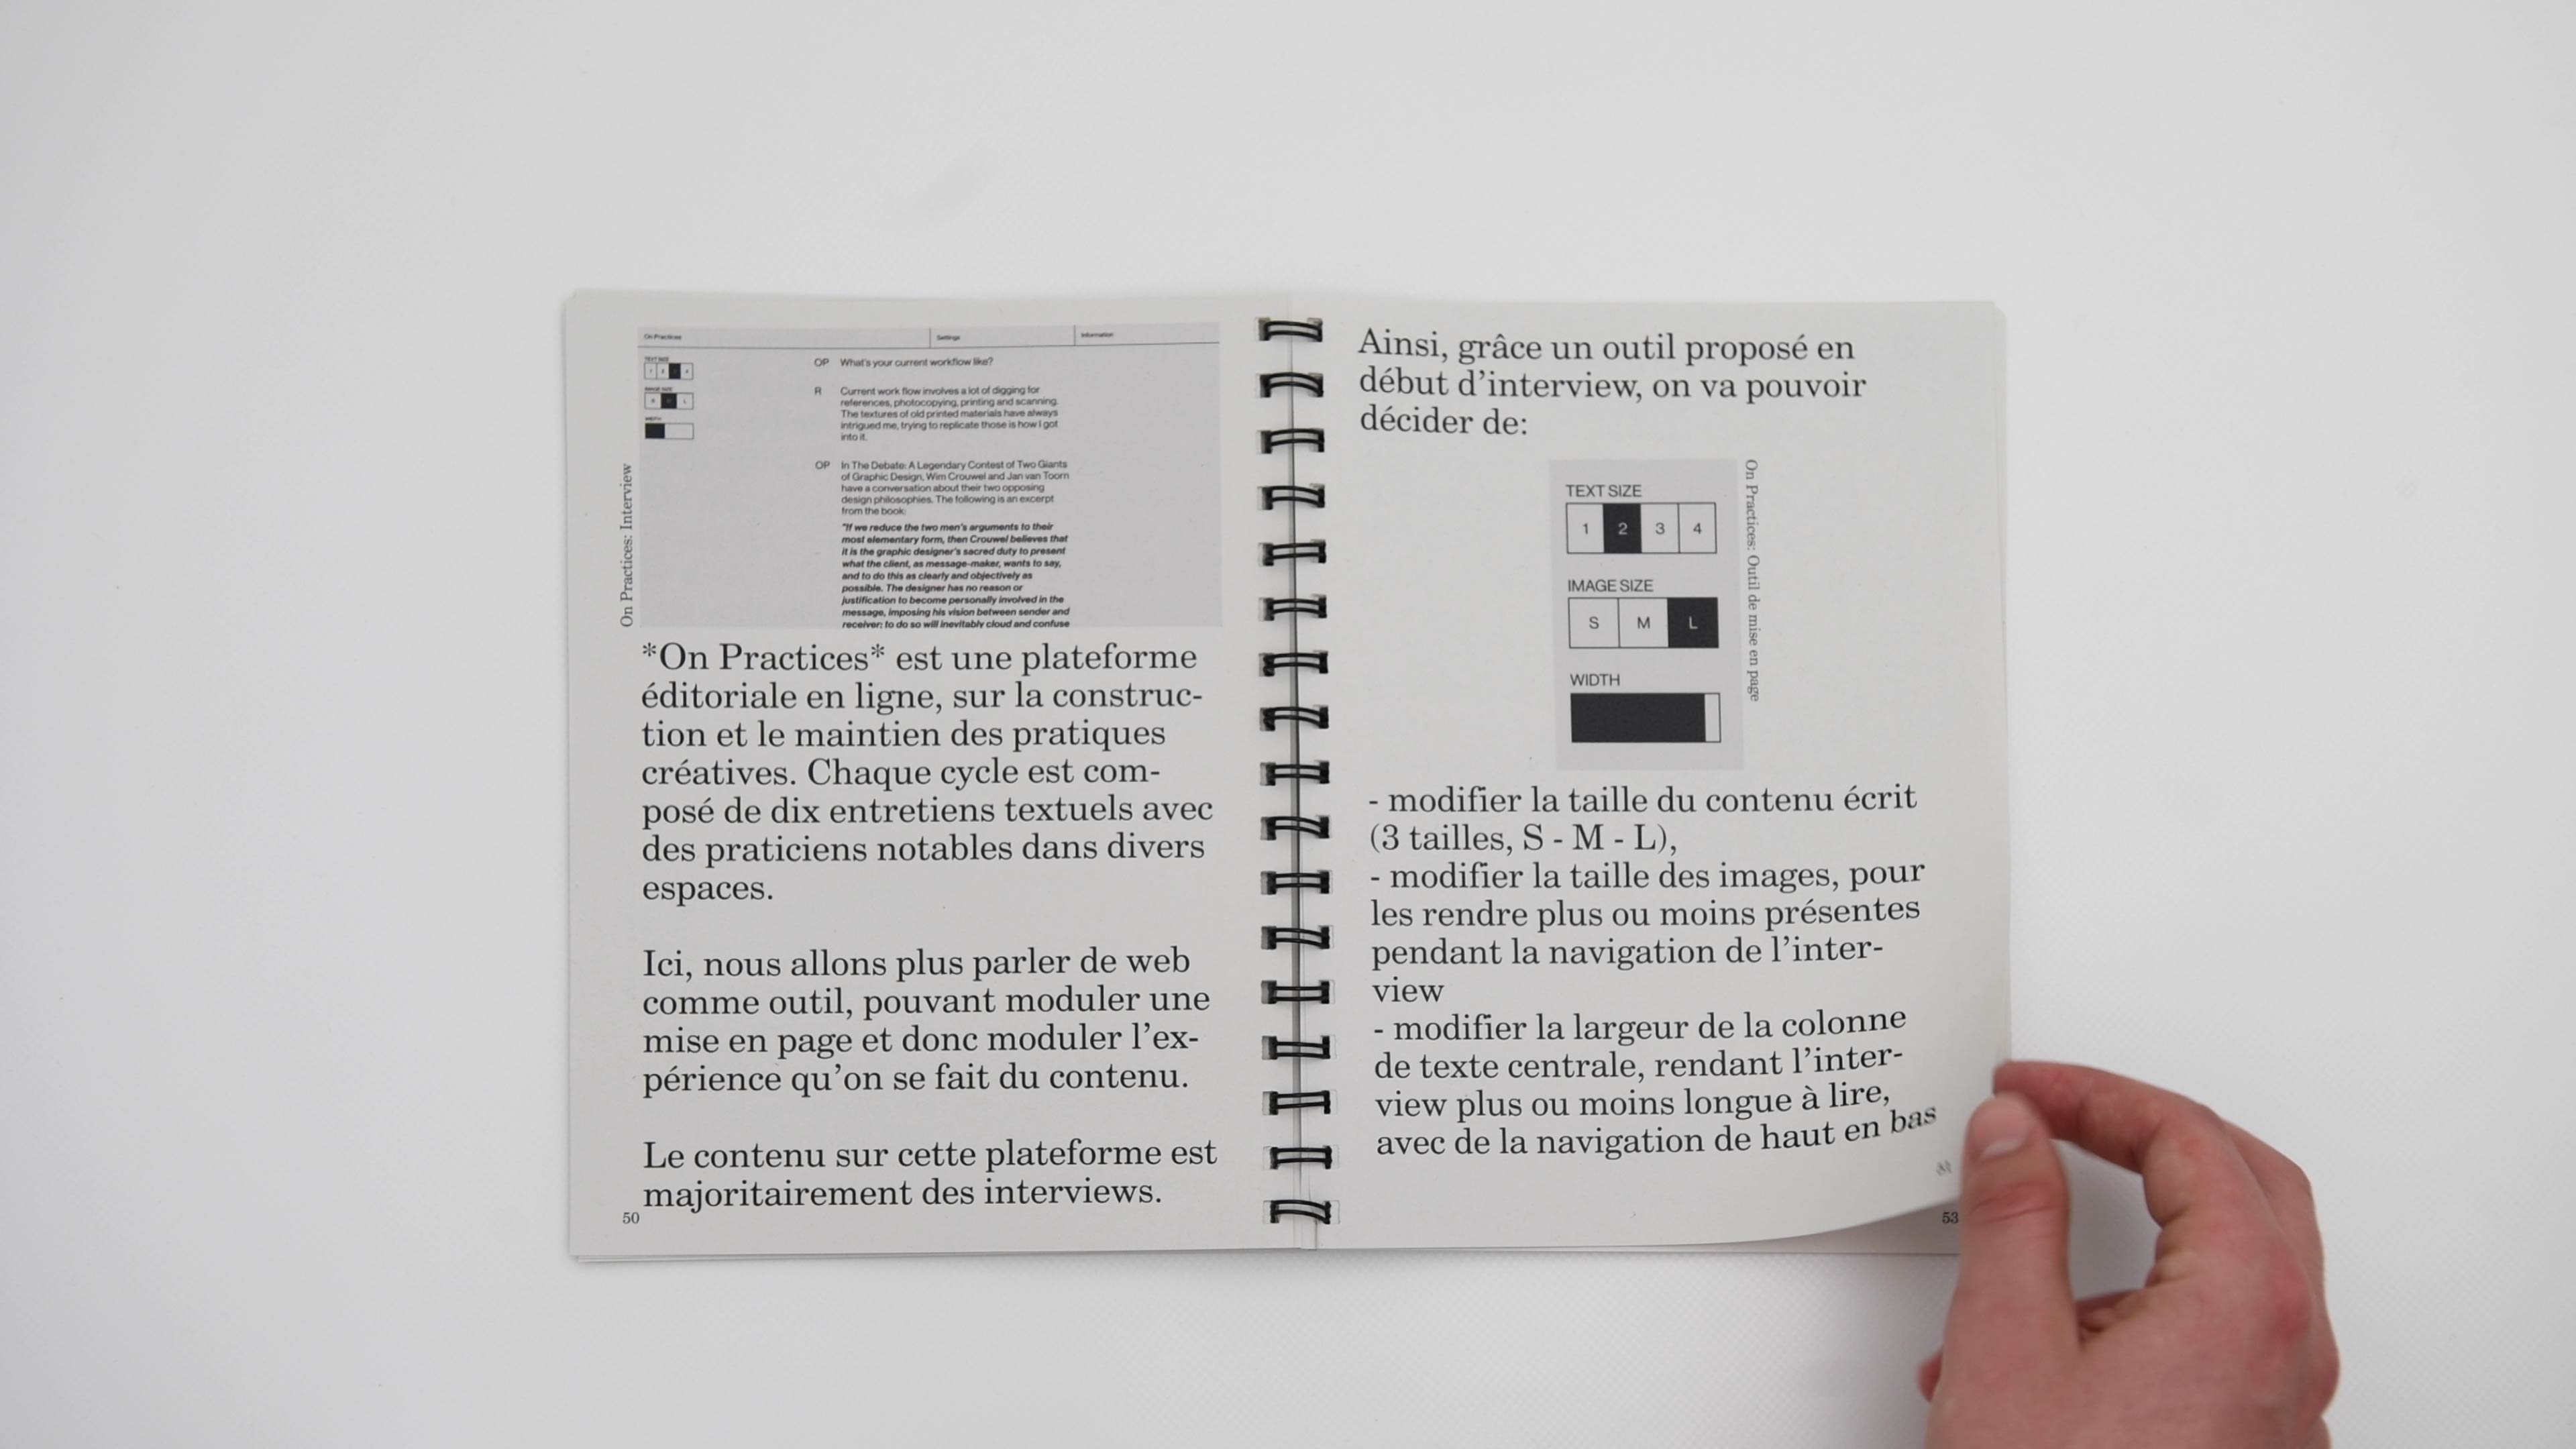 On Practices
Settings
Information
TEXT SIZE
IMAGE SIZE
WIDTH
OP What's your current workflow like?
R Current work flow involves a lot of digging for
references, photocopying, printing and scanning.
The textures of old printed materials have always
intrigued me, trying to replicate those is how I got
into it.
OP In The Debate: A Legendary Contest of Two Giants
of Graphic Design, Wim Crouwel and Jan van Toorn
have a conversation about their two opposing
design philosophies. The following is an excerpt
from the book:
"If we reduce the two men's arguments to their
most elementary form, then Crouwel believes that
it is the graphic designer's sacred duty to present
what the client, as message-maker, wants to say,
and to do this as clearly and objectively as
possible. The designer has no reason or
justification to become personally involved in the
message, imposing his vision between sender and
receiver; to do so will inevitably cloud and confuse
On Practices: Interview
*On Practices* est une plateforme
éditoriale en ligne, sur la construc-
tion et le maintien des pratiques
créatives. Chaque cycle est com-
posé de dix entretiens textuels avec
des praticiens notables dans divers
espaces.
Ici, nous allons plus parler de web
comme outil, pouvant moduler une
mise en page et donc moduler l'ex-
périence qu'on se fait du contenu.
Le contenu sur cette plateforme est
majoritairement des interviews.
50
Ainsi, grâce un outil proposé en
début d'interview, on va pouvoir
décider de:
TEXT SIZE
1 2 3 4
IMAGE SIZE
S M L
WIDTH
On Practices: Outil de mise en page
- modifier la taille du contenu écrit
(3 tailles, S - M - L),
- modifier la taille des images, pour
les rendre plus ou moins présentes
pendant la navigation de l'inter-
view
- modifier la largeur de la colonne
de texte centrale, rendant l'inter-
view plus ou moins longue à lire,
avec de la navigation de haut en bas
53